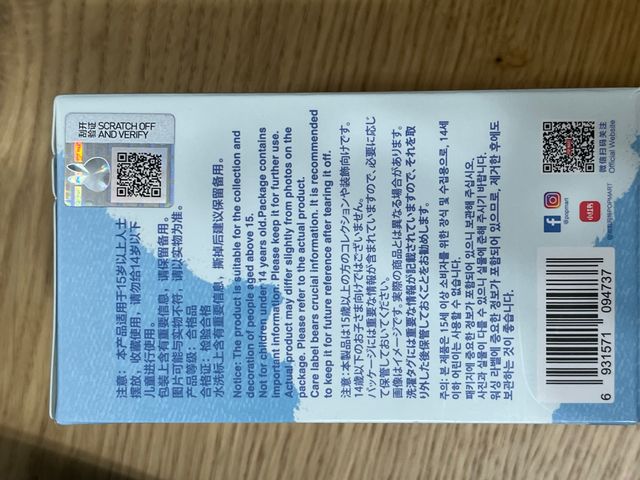 刮开验证 SCRATCH OFF AND VERIFY
注意：本产品适用于15岁以上人士
摆放，收藏使用，请勿给14岁以下
儿童进行使用。
包装上含有重要信息，请保留备用。
图片可能与实物不符，请以实物为准。
产品等级：合格品
合格证：检验合格
水洗标上含有重要信息，撕掉后建议保留备用。
Notice: The product is suitable for the collection and
decoration of people aged above 15.
Not for children under 14 years old.Package contains
important information. Please keep it for further use.
Actual product may differ slightly from photos on the
package. Please refer to the actual product.
Care label bears crucial information. It is recommended
to keep it for future reference after tearing it off.
注意:本製品は15歳以上の方のコレクションや装飾向けです。
14歳以下のお子さま向けではございません。
パッケージには重要な情報が含まれていますので、必要に応じ
て保管しておいてください。
画像はイメージです。実際の商品とは異なる場合があります。
洗濯タグには重要な情報が記載されていますので、それを取
り外した後保管しておくことをお勧めします。
주의: 본 제품은 15세 이상 소비자를 위한 장식 및 수집용으로, 14세
이하 어린이는 사용할 수 없습니다.
패키지에 중요한 정보가 포함되어 있으니 보관해 주십시오.
사진과 실물이 다를 수 있으니 실물에 준해 주시기 바랍니다.
워싱 라벨에 중요한 정보가 포함되어 있으므로, 제거한 후에도
보관하는 것이 좋습니다.
@popmart
小红书
@泡泡玛特POPMART
微信扫码关注
Official Website
6 931571 094737